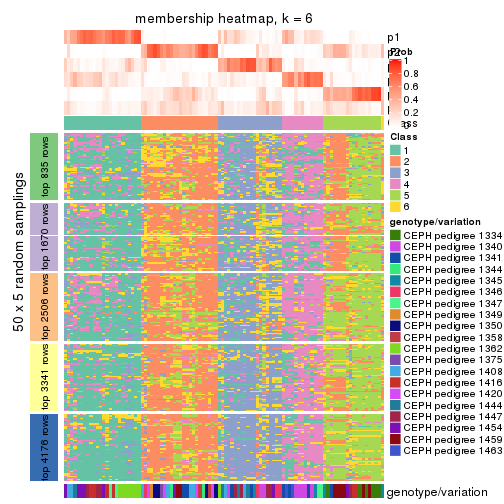 membership heatmap, k = 6
p1
p2
Prob
1
0.8
0.6
0.4
0.2
0
Class
1
2
3
4
5
6
genotype/variation
CEPH pedigree 1334
CEPH pedigree 1340
CEPH pedigree 1341
CEPH pedigree 1344
CEPH pedigree 1345
CEPH pedigree 1346
CEPH pedigree 1347
CEPH pedigree 1349
CEPH pedigree 1350
CEPH pedigree 1358
CEPH pedigree 1362
CEPH pedigree 1375
CEPH pedigree 1408
CEPH pedigree 1416
CEPH pedigree 1420
CEPH pedigree 1444
CEPH pedigree 1447
CEPH pedigree 1454
CEPH pedigree 1459
CEPH pedigree 1463
50 x 5 random samplings
top 835 rows
top 1671 rows
top 2506 rows
top 3341 rows
top 4176 rows
genotype/variation